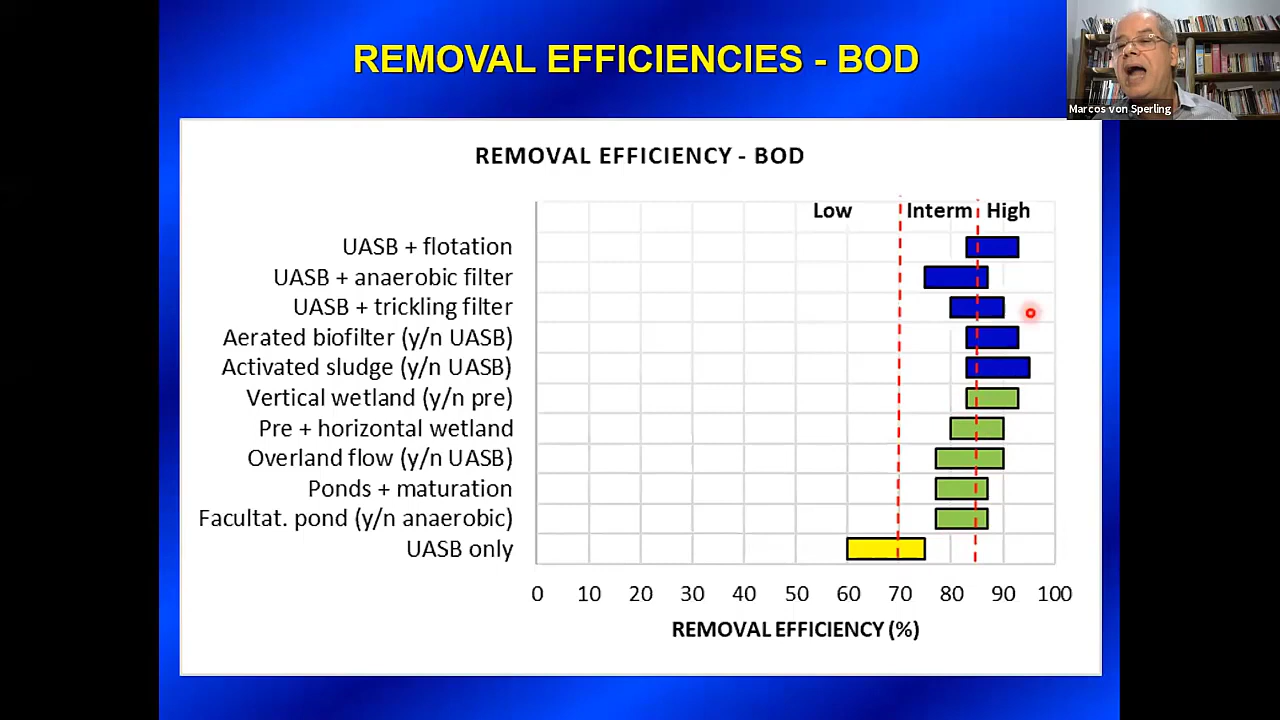 REMOVAL EFFICIENCIES - BOD
Marcos von Sperling
REMOVAL EFFICIENCY - BOD
Low Interm High
UASB + flotation
UASB + anaerobic filter
UASB + trickling filter
Aerated biofilter (y/n UASB)
Activated sludge (y/n UASB)
Vertical wetland (y/n pre)
Pre + horizontal wetland
Overland flow (y/n UASB)
Ponds + maturation
Facultat. pond (y/n anaerobic)
UASB only
0 10 20 30 40 50 60 70 80 90 100
REMOVAL EFFICIENCY (%)